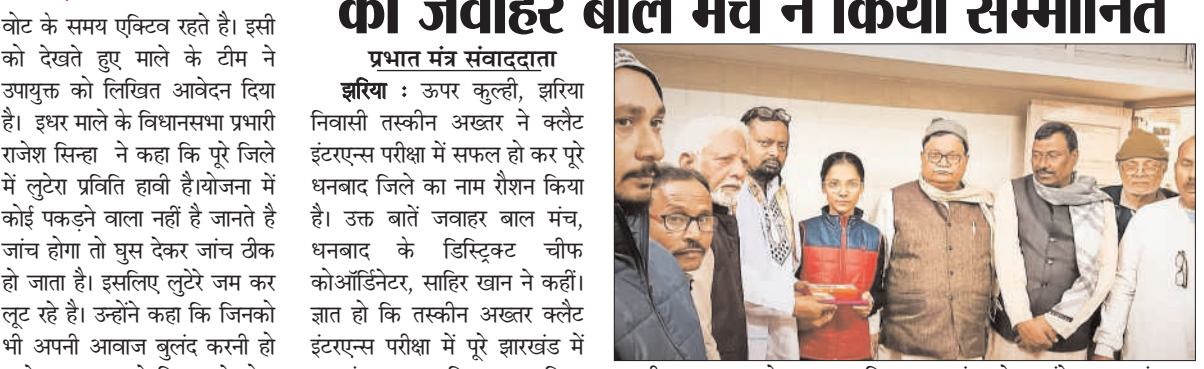 वोट के समय एक्टिव रहते है। इसी
को देखते हुए माले के टीम ने
उपायुक्त को लिखित आवेदन दिया
है। इधर माले के विधानसभा प्रभारी
राजेश सिन्हा ने कहा कि पूरे जिले
में लुटेरा प्रविति हावी है।योजना में
कोई पकड़ने वाला नहीं है जानते है
जांच होगा तो घुस देकर जांच ठीक
हो जाता है। इसलिए लुटेरे जम कर
लूट रहे है। उन्होंने कहा कि जिनको
भी अपनी आवाज बुलंद करनी हो
को जवाहर बाल मंच ने किया सम्मानित
प्रभात मंत्र संवाददाता
झरिया : ऊपर कुल्ही, झरिया
निवासी तस्कीन अख्तर ने क्लैट
इंटरएन्स परीक्षा में सफल हो कर पूरे
धनबाद जिले का नाम रौशन किया
है। उक्त बातें जवाहर बाल मंच,
धनबाद के डिस्ट्रिक्ट चीफ
कोऑर्डिनेटर, साहिर खान ने कहीं।
ज्ञात हो कि तस्कीन अख्तर क्लैट
इंटरएन्स परीक्षा में पूरे झारखंड में